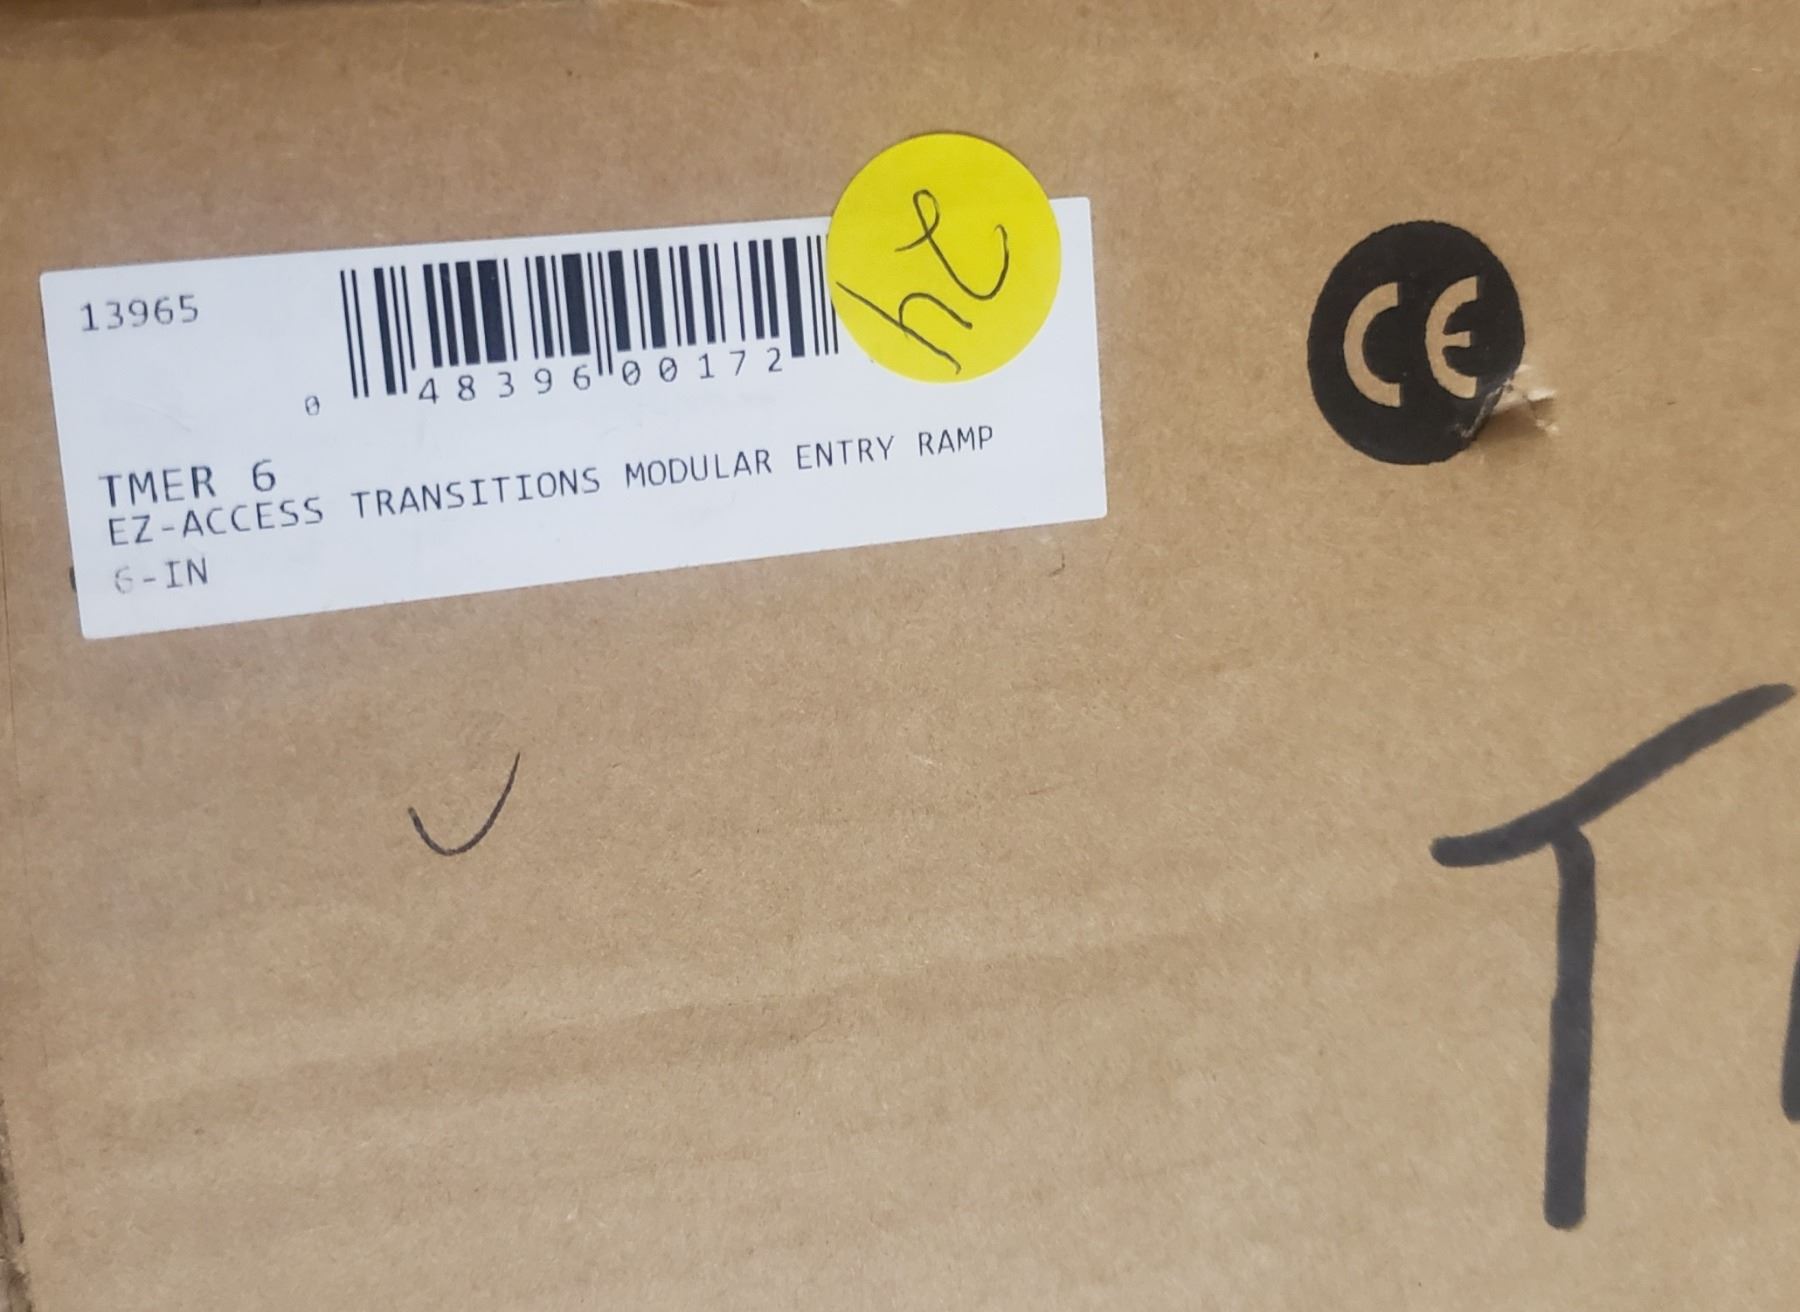 13965
0 48396 00172
TMER 6
EZ-ACCESS TRANSITIONS MODULAR ENTRY RAMP
6-IN
CE
T